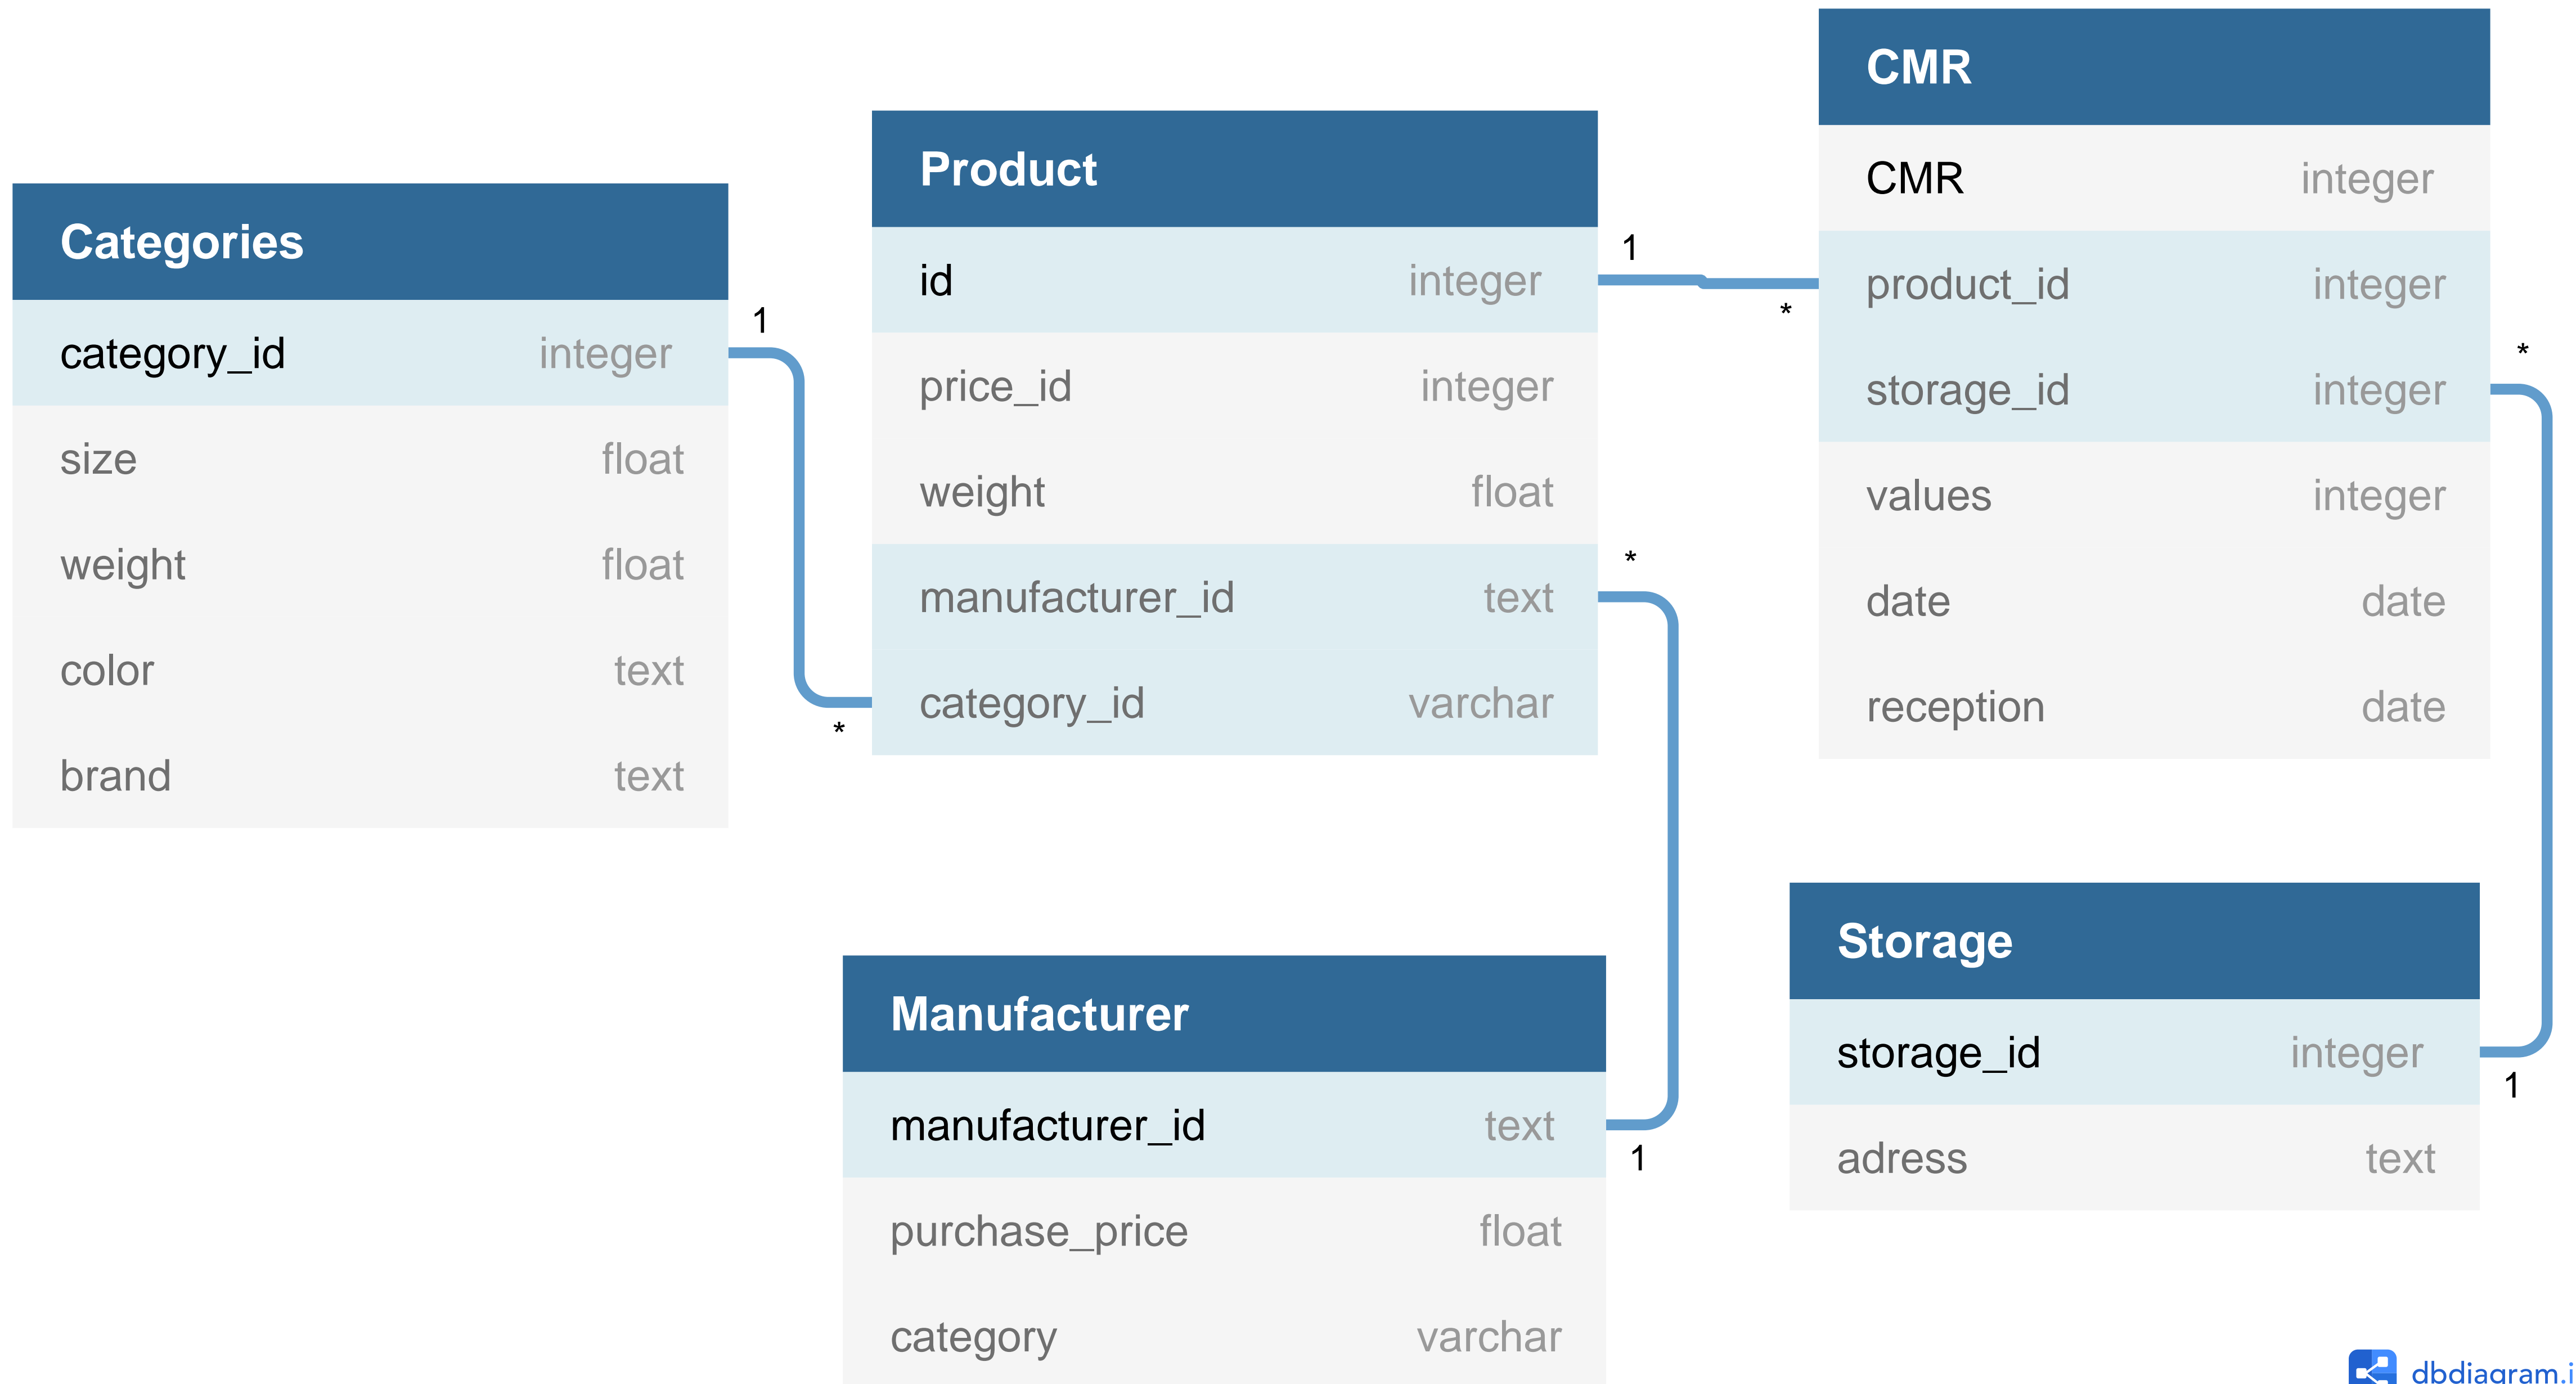 Categories
category_id integer
size float
weight float
color text
brand text
1
*
Product
id integer
price_id integer
weight float
manufacturer_id text
category_id varchar
1
*
*
1
CMR
CMR integer
product_id integer
storage_id integer
values integer
date date
reception date
*
1
Manufacturer
manufacturer_id text
purchase_price float
category varchar
Storage
storage_id integer
adress text
dbdiagram.i